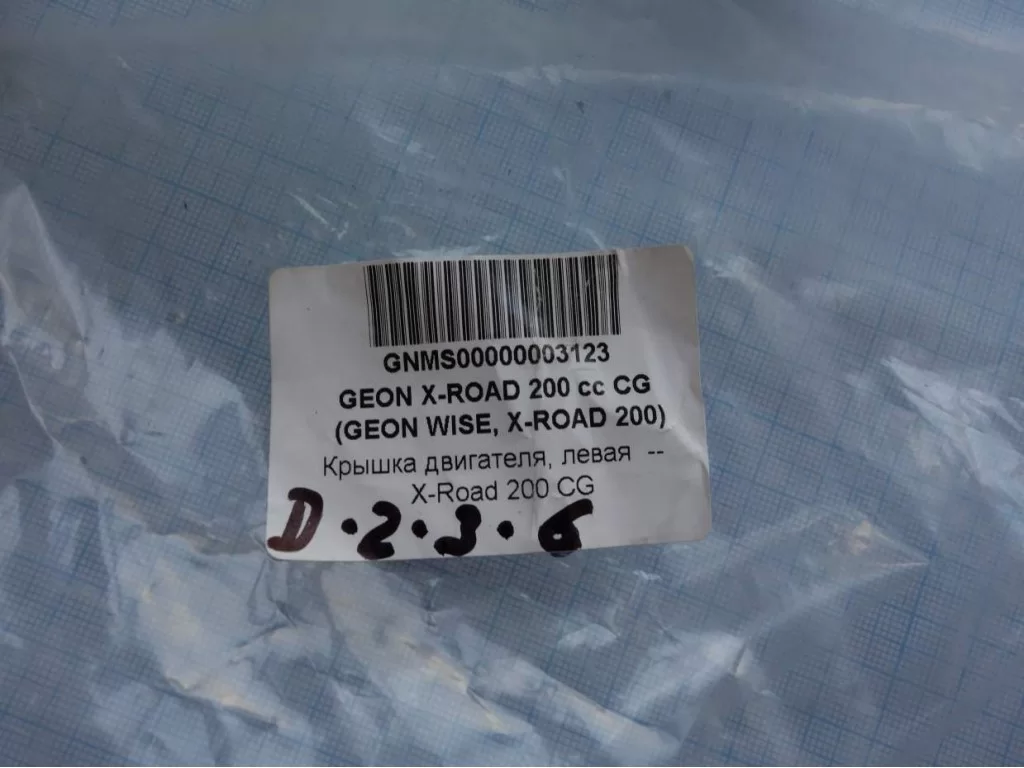 GNMS00000003123
GEON X-ROAD 200 cc CG
(GEON WISE, X-ROAD 200)
Крышка двигателя, левая --
X-Road 200 CG
D.2.3.6